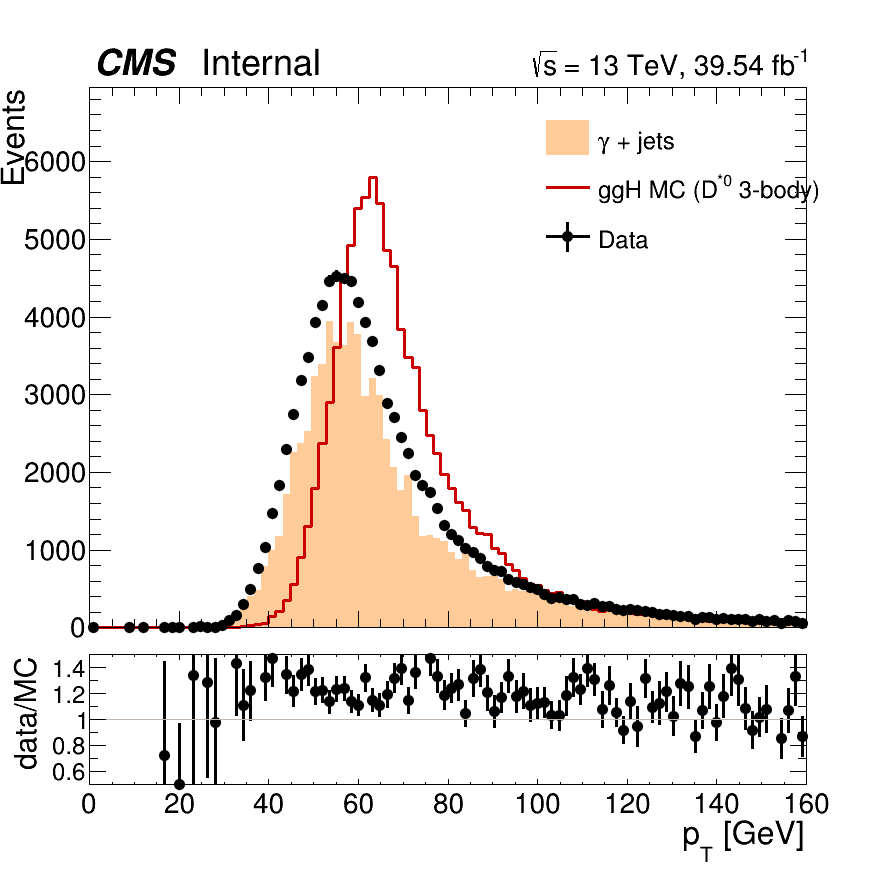 CMS Internal
√s = 13 TeV, 39.54 fb⁻¹
Events
6000
5000
4000
3000
2000
1000
0
γ + jets
ggH MC (D*⁰ 3-body)
Data
data/MC
1.4
1.2
1
0.8
0.6
0 20 40 60 80 100 120 140 160
p_T [GeV]